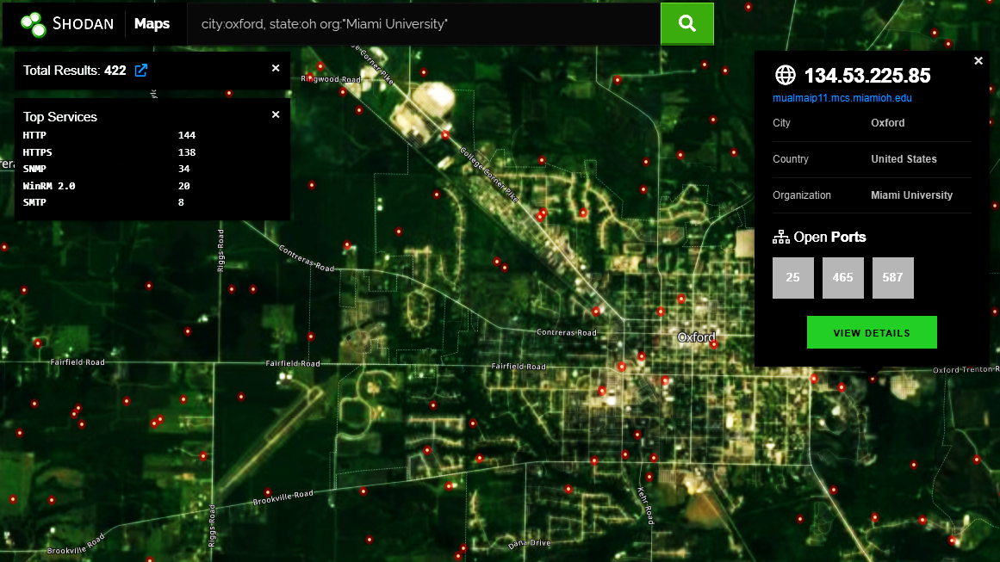 SHODAN Maps
city:oxford, state:oh org:"Miami University"
Total Results: 422
Top Services
HTTP 144
HTTPS 138
SNMP 34
WinRM 2.0 20
SMTP 8
134.53.225.85
mualmaip11.mcs.miamioh.edu
City Oxford
Country United States
Organization Miami University
Open Ports
25 465 587
VIEW DETAILS
Ringwood Road
College Corner Pike
Riggs Road
Contreras Road
Contreras Road
Oxford
Fairfield Road
Fairfield Road
Fairfield Road
Oxford Trenton R
Brookville Road
Riggs Road
Kehr Road
Brookville Road
Dana Drive